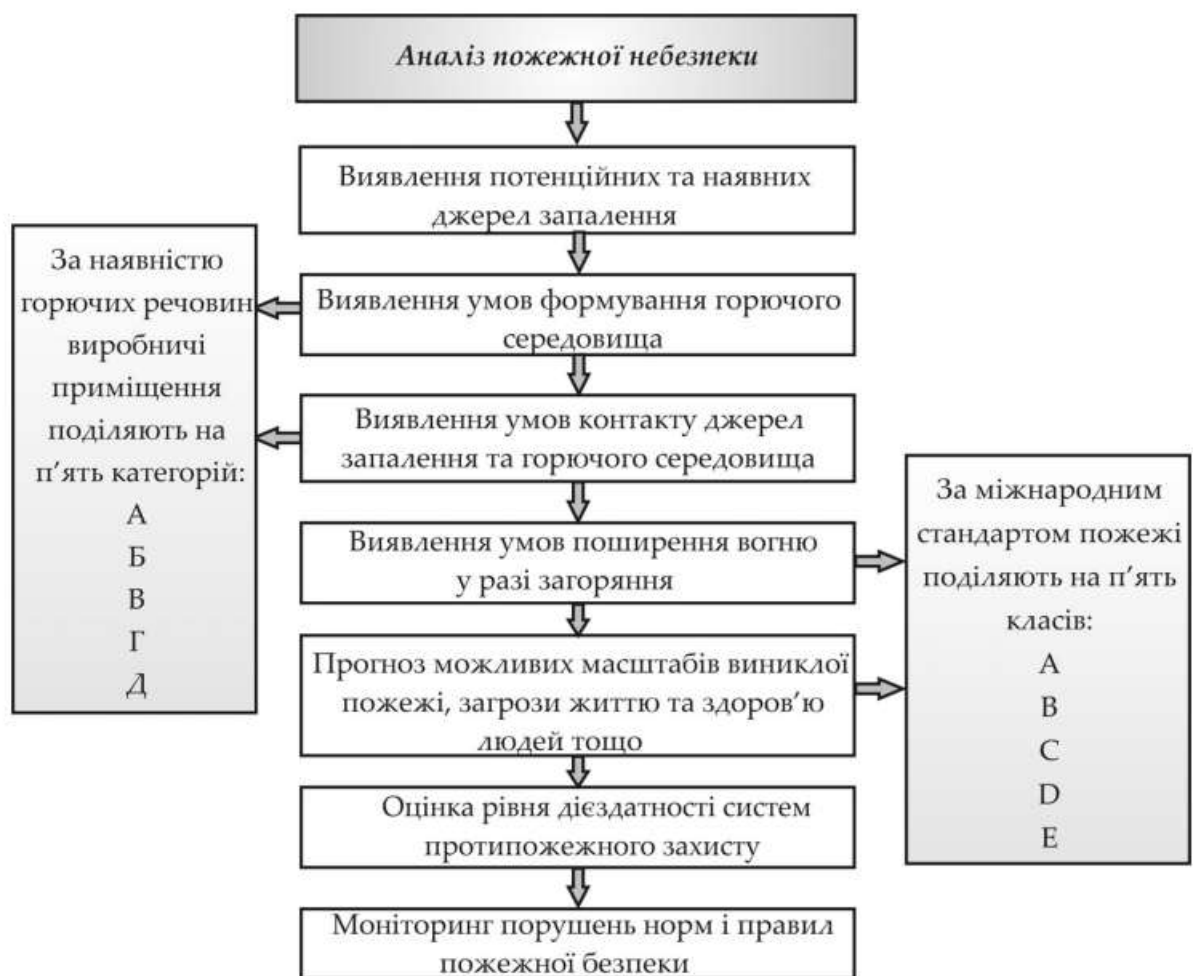 Аналіз пожежної небезпеки
Виявлення потенційних та наявних
джерел запалення
За наявністю
горючих речовин
виробничі
приміщення
поділяють на
п’ять категорій:
А
Б
В
Г
Д
Виявлення умов формування горючого
середовища
Виявлення умов контакту джерел
запалення та горючого середовища
Виявлення умов поширення вогню
у разі загоряння
Прогноз можливих масштабів виниклої
пожежі, загрози життю та здоров’ю
людей тощо
За міжнародним
стандартом пожежі
поділяють на п’ять
класів:
A
B
C
D
E
Оцінка рівня дієздатності систем
протипожежного захисту
Моніторинг порушень норм і правил
пожежної безпеки